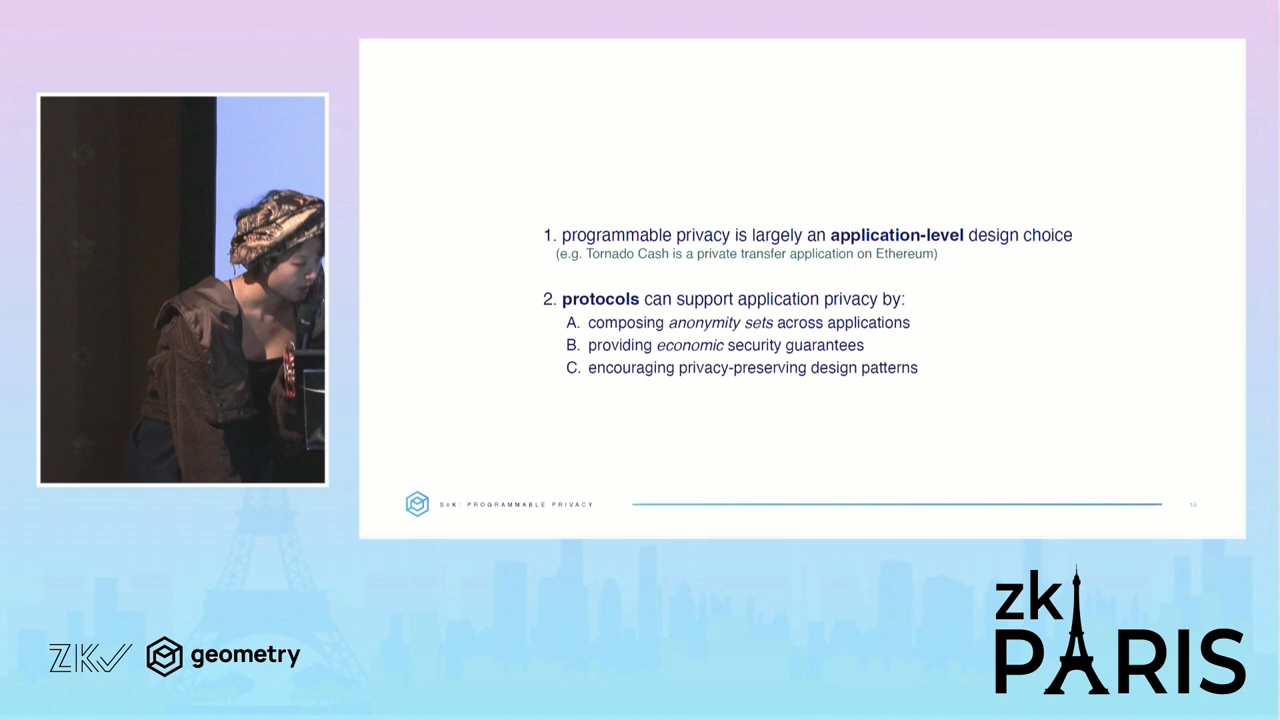 1. programmable privacy is largely an application-level design choice
(e.g. Tornado Cash is a private transfer application on Ethereum)
2. protocols can support application privacy by:
A. composing anonymity sets across applications
B. providing economic security guarantees
C. encouraging privacy-preserving design patterns
SoK: PROGRAMMABLE PRIVACY
14
ZKV
geometry
zk
PARIS